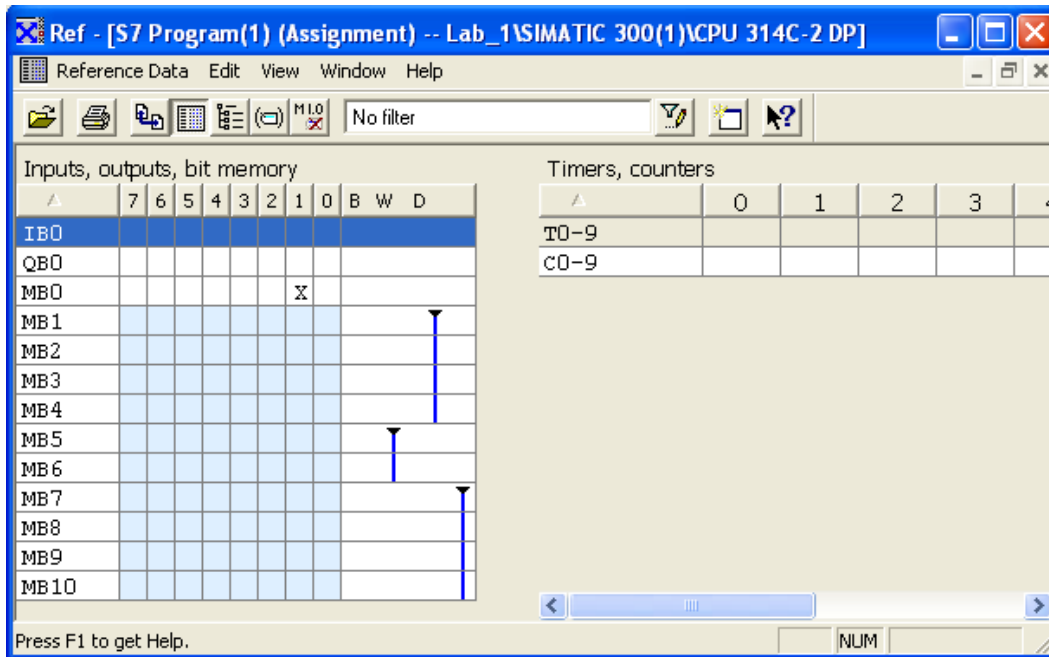 Ref - [S7 Program(1) (Assignment) -- Lab_1\SIMATIC 300(1)\CPU 314C-2 DP]
Reference Data Edit View Window Help
M I,O No filter
Inputs, outputs, bit memory
7 6 5 4 3 2 1 0 B W D
IB0
QB0
MB0 X
MB1
MB2
MB3
MB4
MB5
MB6
MB7
MB8
MB9
MB10
Timers, counters
0 1 2 3
T0-9
C0-9
Press F1 to get Help.
NUM